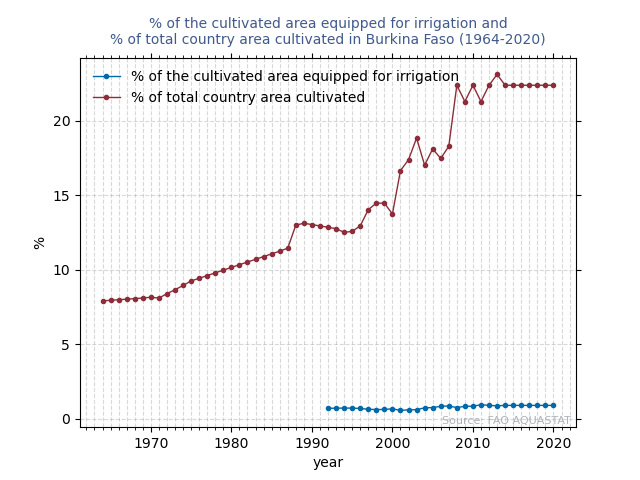 % of the cultivated area equipped for irrigation and
% of total country area cultivated in Burkina Faso (1964-2020)
% of the cultivated area equipped for irrigation
% of total country area cultivated
20
15
10
5
0
%
Source: FAO AQUASTAT
1970 1980 1990 2000 2010 2020
year